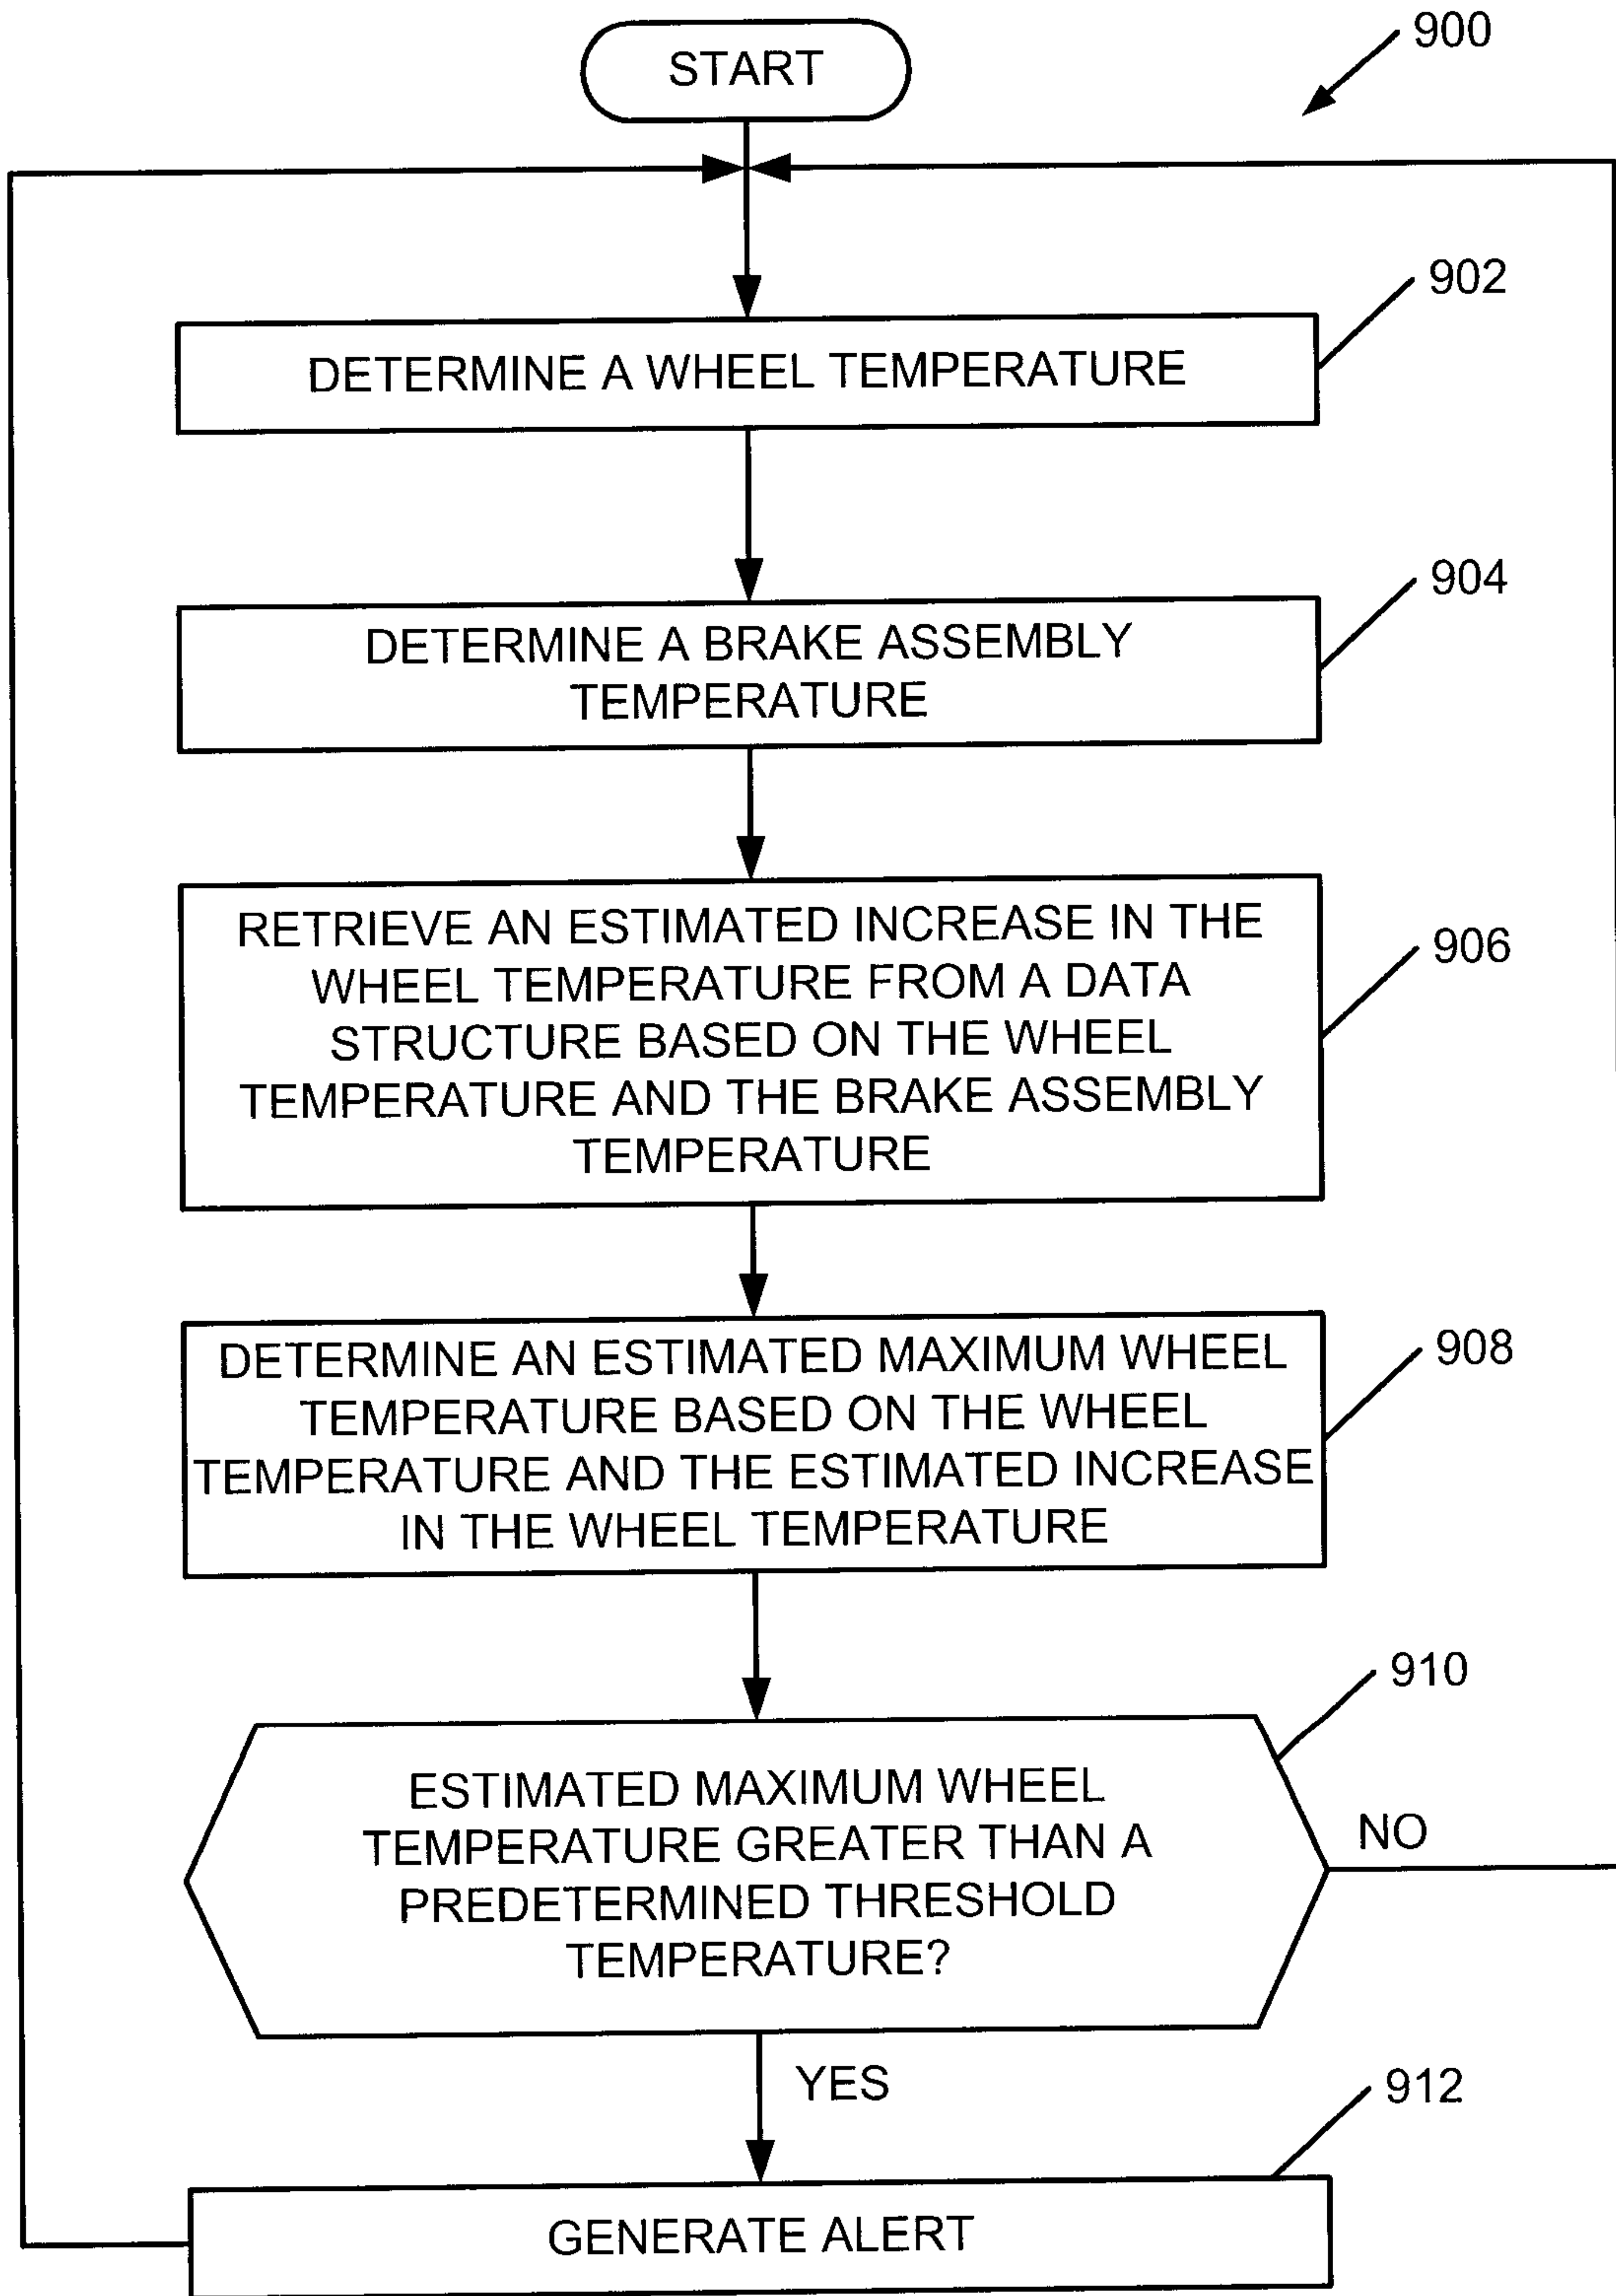 START
900
902
DETERMINE A WHEEL TEMPERATURE
904
DETERMINE A BRAKE ASSEMBLY
TEMPERATURE
RETRIEVE AN ESTIMATED INCREASE IN THE
WHEEL TEMPERATURE FROM A DATA
STRUCTURE BASED ON THE WHEEL
TEMPERATURE AND THE BRAKE ASSEMBLY
TEMPERATURE
906
DETERMINE AN ESTIMATED MAXIMUM WHEEL
TEMPERATURE BASED ON THE WHEEL
TEMPERATURE AND THE ESTIMATED INCREASE
IN THE WHEEL TEMPERATURE
908
910
ESTIMATED MAXIMUM WHEEL
TEMPERATURE GREATER THAN A
PREDETERMINED THRESHOLD
TEMPERATURE?
NO
YES
912
GENERATE ALERT